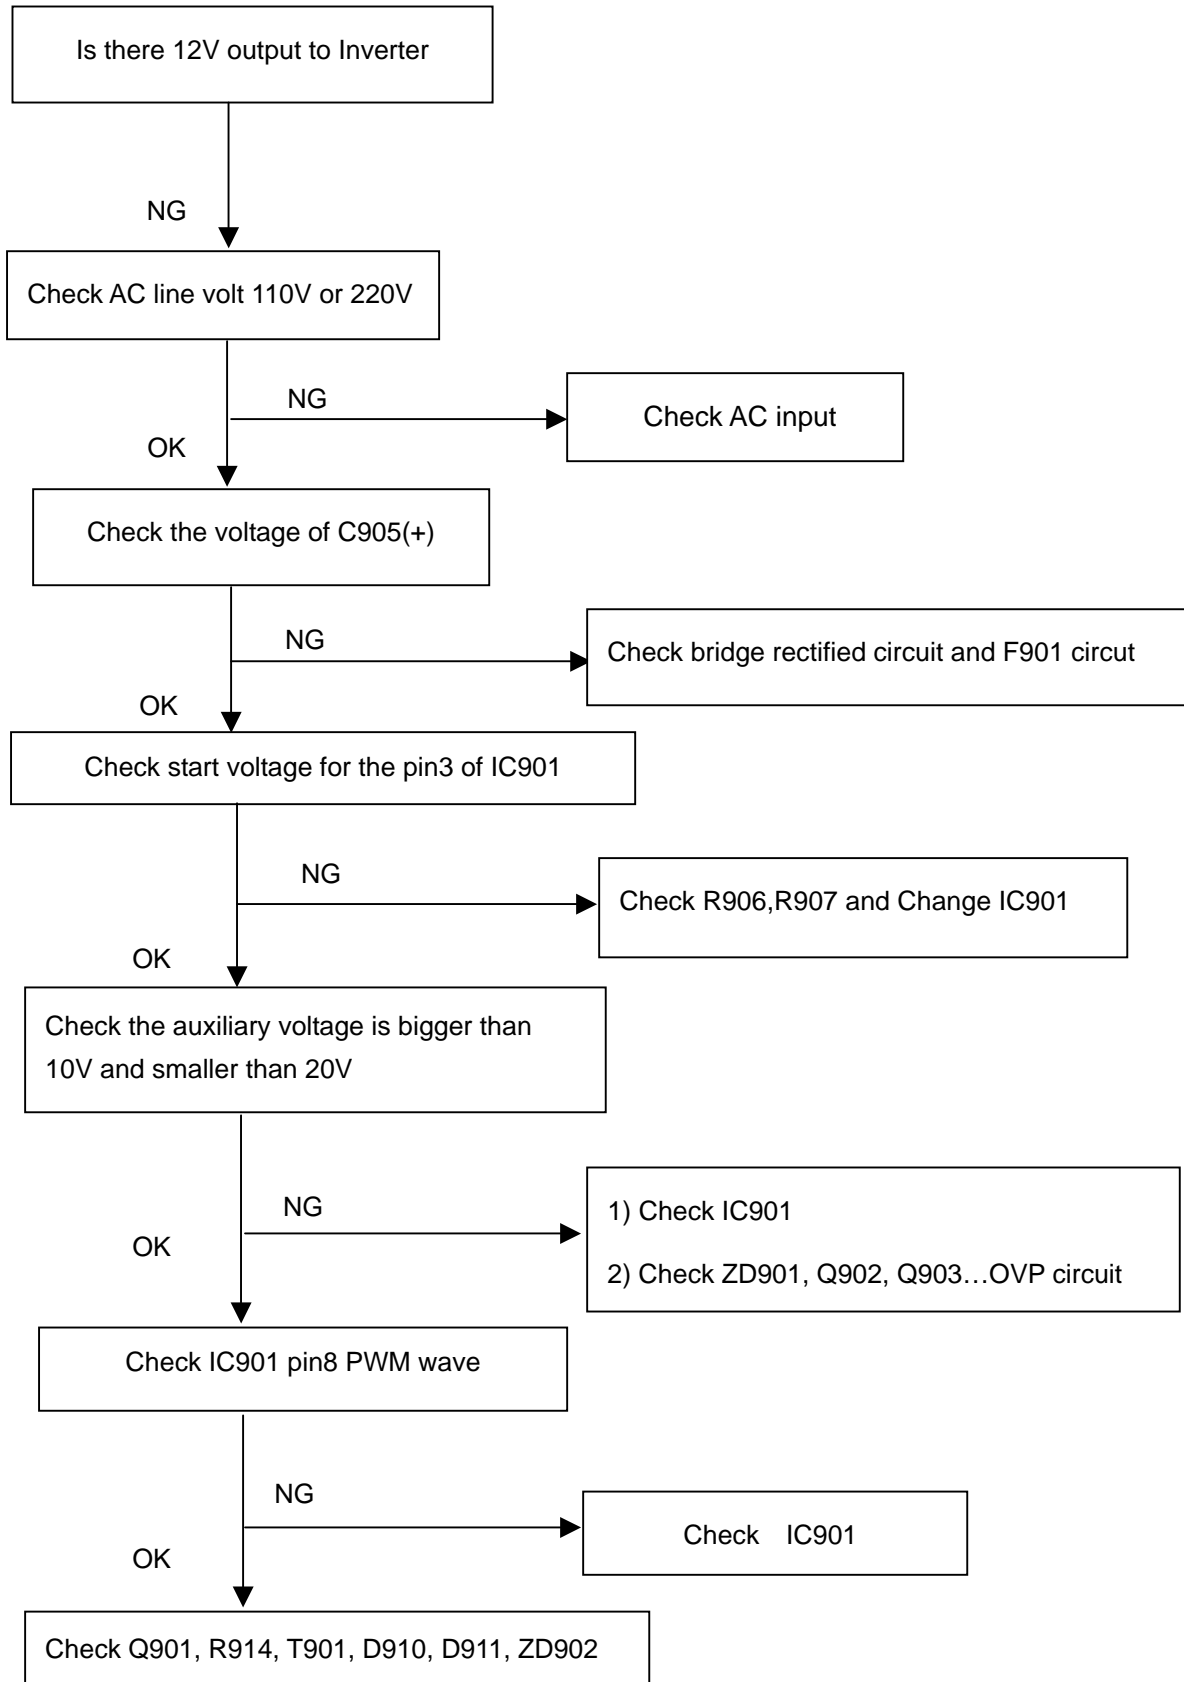 Is there 12V output to Inverter
NG
Check AC line volt 110V or 220V
NG
Check AC input
OK
Check the voltage of C905(+)
NG
Check bridge rectified circuit and F901 circut
OK
Check start voltage for the pin3 of IC901
NG
Check R906,R907 and Change IC901
OK
Check the auxiliary voltage is bigger than
10V and smaller than 20V
NG
1) Check IC901
OK
2) Check ZD901, Q902, Q903…OVP circuit
Check IC901 pin8 PWM wave
NG
Check IC901
OK
Check Q901, R914, T901, D910, D911, ZD902